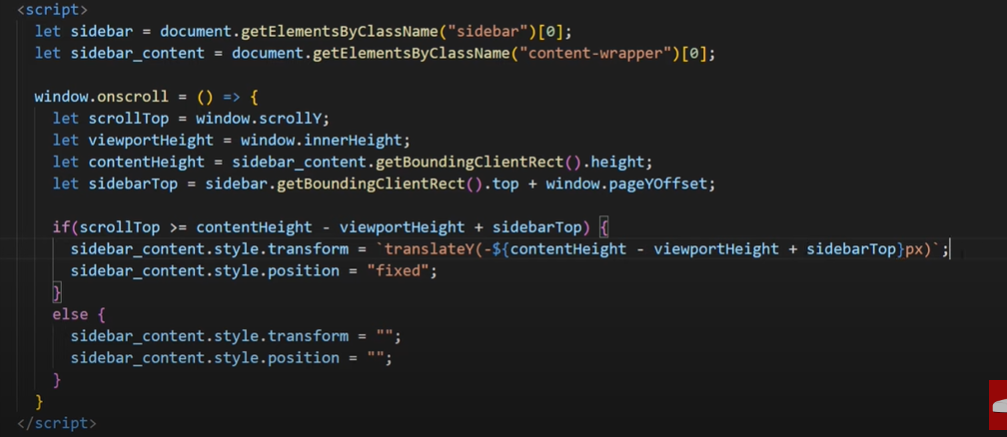 <script>
let sidebar = document.getElementsByClassName("sidebar")[0];
let sidebar_content = document.getElementsByClassName("content-wrapper")[0];
window.onscroll = () => {
let scrollTop = window.scrollY;
let viewportHeight = window.innerHeight;
let contentHeight = sidebar_content.getBoundingClientRect().height;
let sidebarTop = sidebar.getBoundingClientRect().top + window.pageYOffset;
if(scrollTop >= contentHeight - viewportHeight + sidebarTop) {
sidebar_content.style.transform = `translateY(-${contentHeight - viewportHeight + sidebarTop}px)`;
sidebar_content.style.position = "fixed";
}
else {
sidebar_content.style.transform = "";
sidebar_content.style.position = "";
}
}
</script>